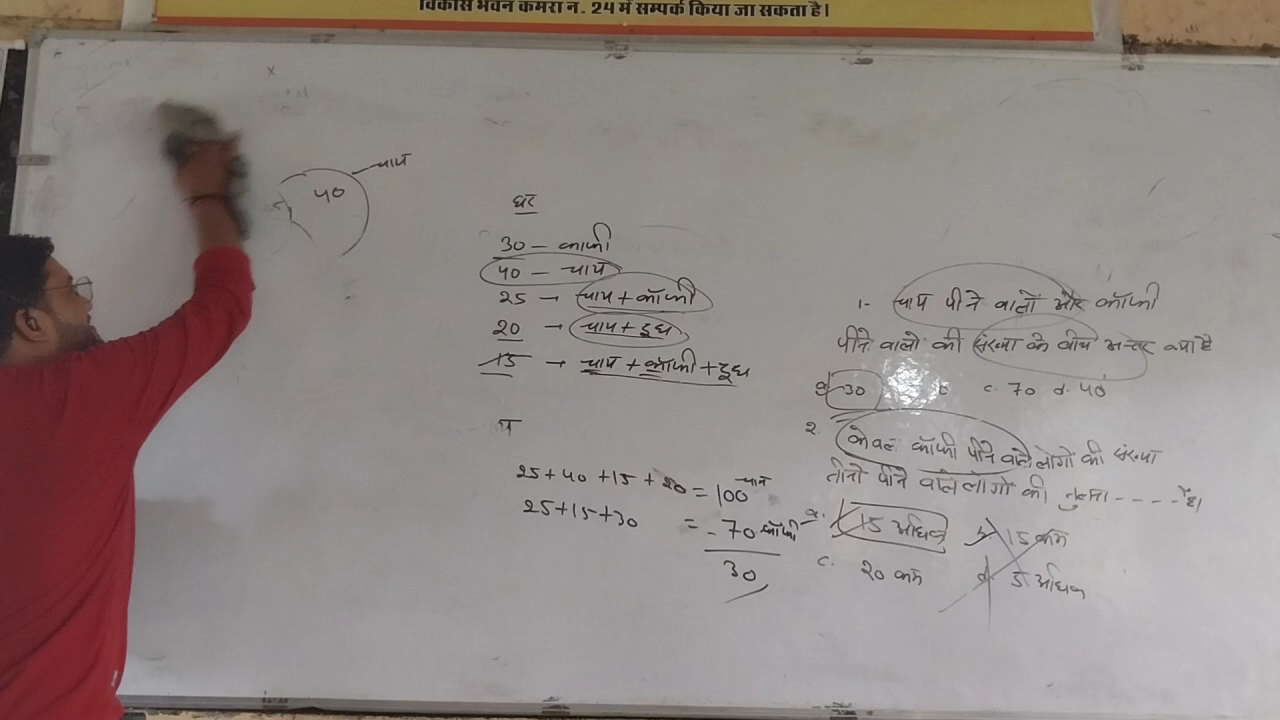 विकास भवन कमरा न. 24 में सम्पर्क किया जा सकता है।
40 चाय
घर
30 – काफी
40 – चाय
25 → चाय + कॉफी
20 → चाय + दूध
15 → चाय + कॉफी + दूध
25 + 40 + 15 + 20 = 100 चाय
25 + 15 + 30 = - 70 कॉफी
30
1- चाय पीने वालों और कॉफी
पीने वालो की संख्या के बीच अन्तर क्या है
30 c. 70 d. 40
2 केवल कॉफी पीने वाले लोगों की संख्या
तीनों पीने वाले लोगों की तुलना ---- है।
a. 15 अधिक b 15 कम
c. 20 कम d. 5 अधिक